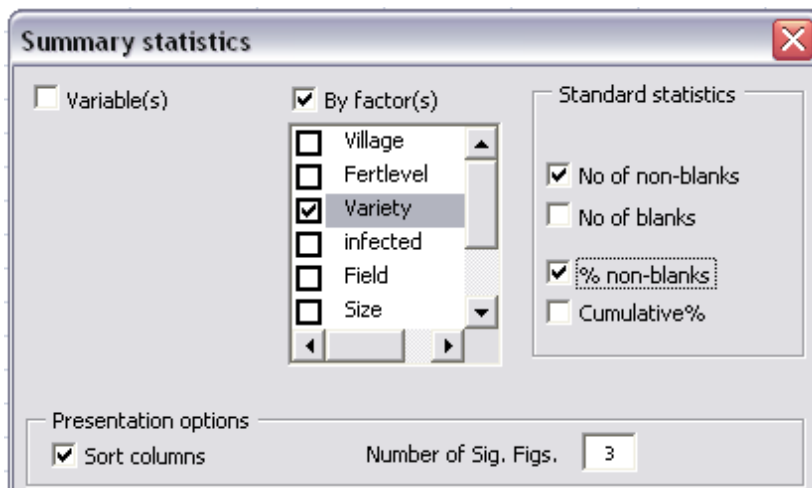 Summary statistics
Variable(s)
By factor(s)
Village
Fertlevel
Variety
infected
Field
Size
Standard statistics
No of non-blanks
No of blanks
% non-blanks
Cumulative%
Presentation options
Sort columns
Number of Sig. Figs. 3